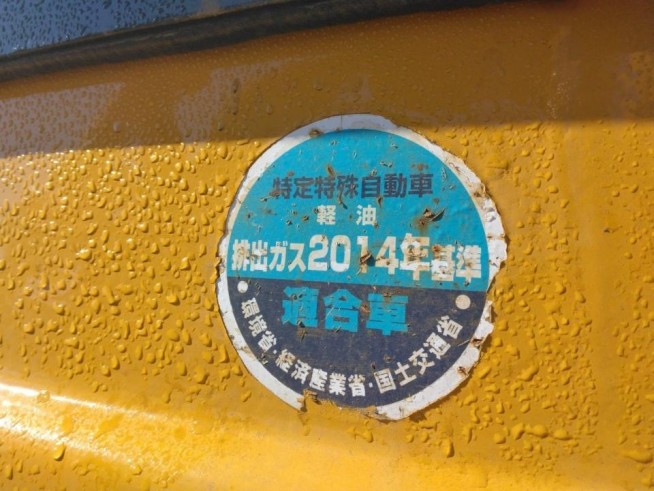 特定特殊自動車
軽油
排出ガス2014年基準
適合車
環境省・経済産業省・国土交通省